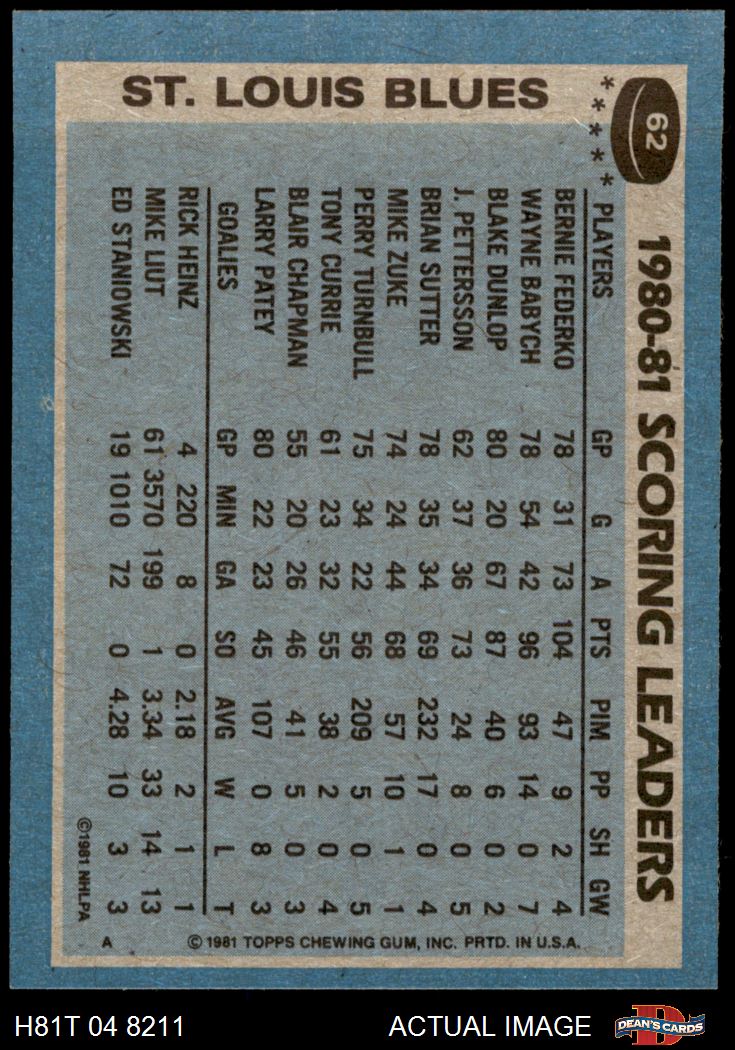 ST. LOUIS BLUES
62
*****
1980-81 SCORING LEADERS
PLAYERS GP G A PTS PIM PP SH GW
BERNIE FEDERKO 78 31 73 104 47 9 2 4
WAYNE BABYCH 78 54 42 96 93 14 0 7
BLAKE DUNLOP 80 20 67 87 40 6 0 2
J. PETTERSSON 62 37 36 73 24 8 0 5
BRIAN SUTTER 78 35 34 69 232 17 0 4
MIKE ZUKE 74 24 44 68 57 10 1 1
PERRY TURNBULL 75 34 22 56 209 5 0 5
TONY CURRIE 61 23 32 55 38 2 0 4
BLAIR CHAPMAN 55 20 26 46 41 5 0 3
LARRY PATEY 80 22 23 45 107 0 8 3
GOALIES GP MIN GA SO AVG W L T
RICK HEINZ 4 220 8 0 2.18 2 1 1
MIKE LIUT 61 3570 199 1 3.34 33 14 13
ED STANIOWSKI 19 1010 72 0 4.28 10 3 3
©1981 NHLPA
A © 1981 TOPPS CHEWING GUM, INC. PRTD. IN U.S.A.
H81T 04 8211 ACTUAL IMAGE
D
DEAN'S CARDS